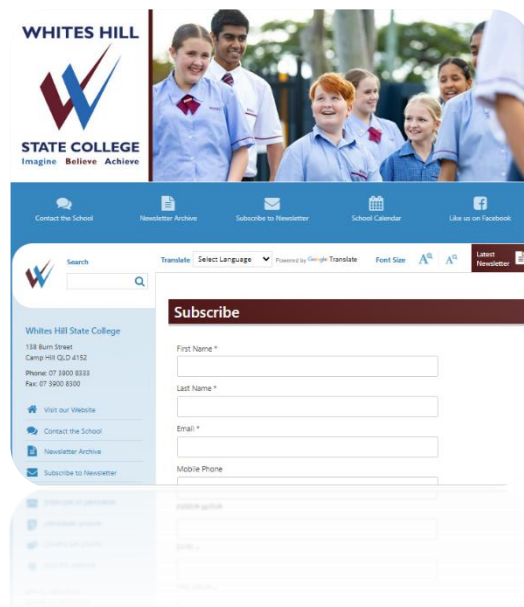 WHITES HILL
STATE COLLEGE
Imagine Believe Achieve
Contact the School
Newsletter Archive
Subscribe to Newsletter
School Calendar
Like us on Facebook
Search
Translate Select Language Powered by Google Translate
Font Size A A
Latest
Newsletter
Subscribe
Whites Hill State College
138 Burn Street
Camp Hill QLD 4152
Phone: 07 3900 8333
Fax: 07 3900 8300
Visit our Website
Contact the School
Newsletter Archive
Subscribe to Newsletter
First Name *
Last Name *
Email *
Mobile Phone